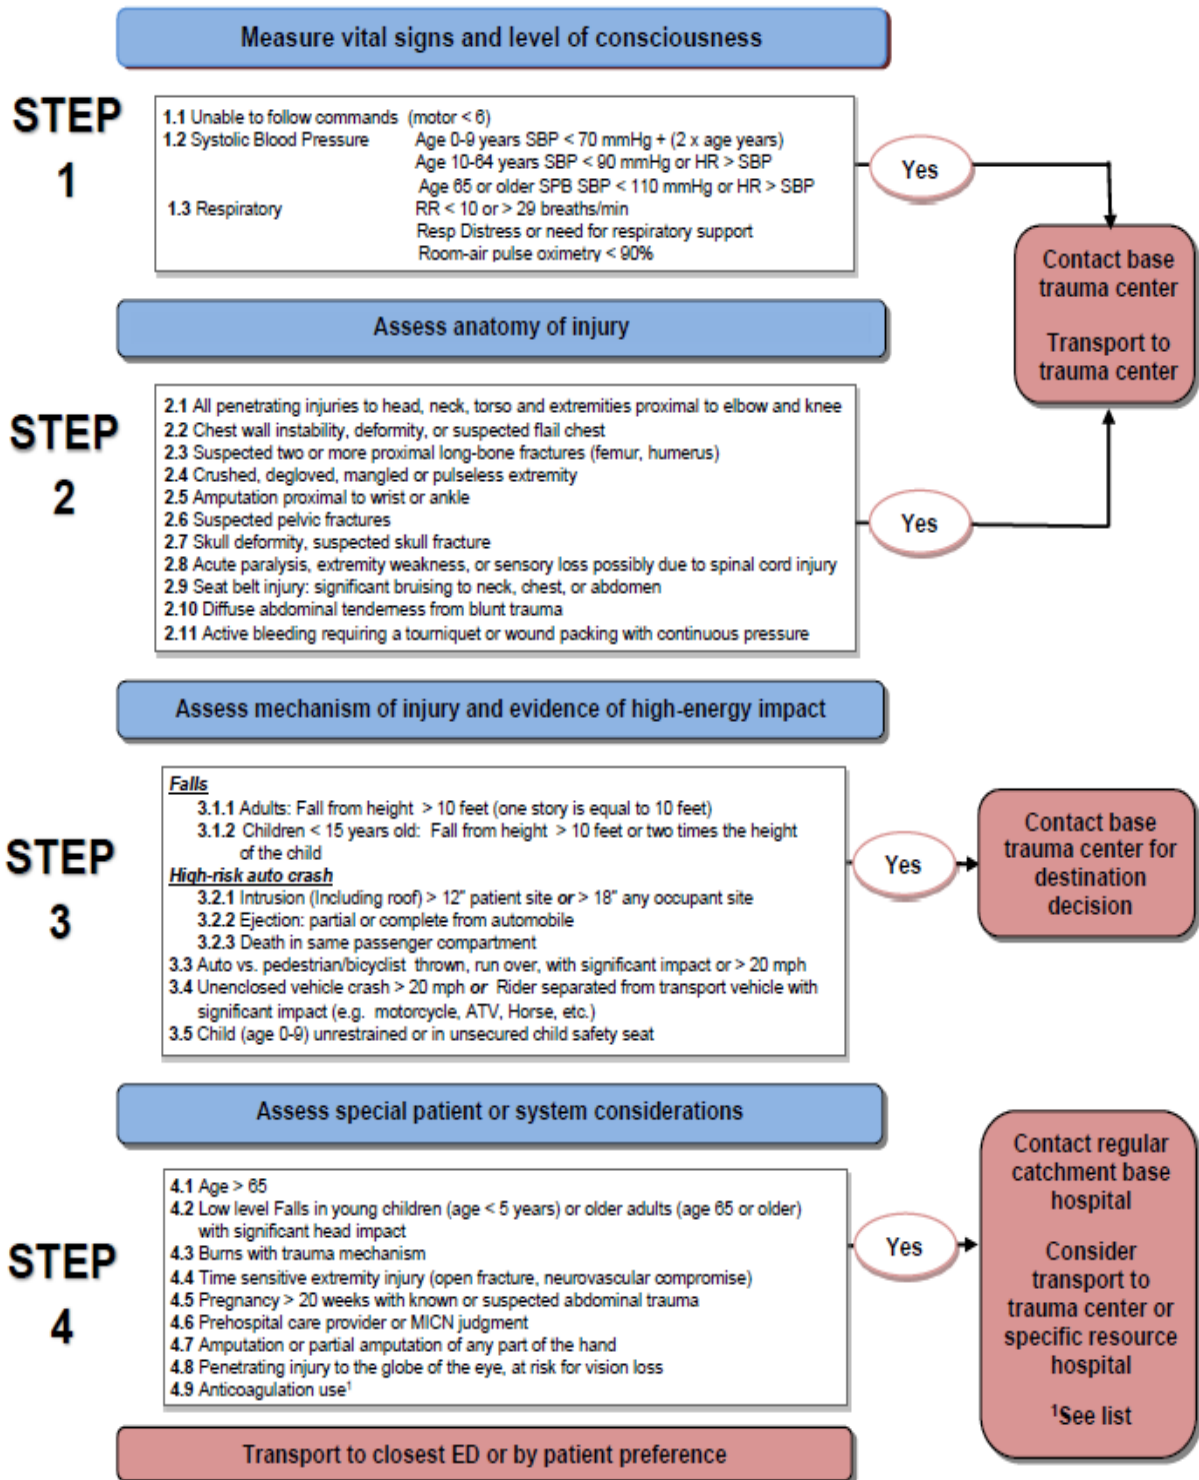 Measure vital signs and level of consciousness
STEP
1
1.1 Unable to follow commands (motor < 6)
1.2 Systolic Blood Pressure Age 0-9 years SBP < 70 mmHg + (2 x age years)
Age 10-64 years SBP < 90 mmHg or HR > SBP
Age 65 or older SPB SBP < 110 mmHg or HR > SBP
1.3 Respiratory RR < 10 or > 29 breaths/min
Resp Distress or need for respiratory support
Room-air pulse oximetry < 90%
Yes
Contact base
trauma center
Transport to
trauma center
Assess anatomy of injury
STEP
2
2.1 All penetrating injuries to head, neck, torso and extremities proximal to elbow and knee
2.2 Chest wall instability, deformity, or suspected flail chest
2.3 Suspected two or more proximal long-bone fractures (femur, humerus)
2.4 Crushed, degloved, mangled or pulseless extremity
2.5 Amputation proximal to wrist or ankle
2.6 Suspected pelvic fractures
2.7 Skull deformity, suspected skull fracture
2.8 Acute paralysis, extremity weakness, or sensory loss possibly due to spinal cord injury
2.9 Seat belt injury: significant bruising to neck, chest, or abdomen
2.10 Diffuse abdominal tenderness from blunt trauma
2.11 Active bleeding requiring a tourniquet or wound packing with continuous pressure
Yes
Assess mechanism of injury and evidence of high-energy impact
STEP
3
Falls
3.1.1 Adults: Fall from height > 10 feet (one story is equal to 10 feet)
3.1.2 Children < 15 years old: Fall from height > 10 feet or two times the height
of the child
High-risk auto crash
3.2.1 Intrusion (Including roof) > 12" patient site or > 18" any occupant site
3.2.2 Ejection: partial or complete from automobile
3.2.3 Death in same passenger compartment
3.3 Auto vs. pedestrian/bicyclist thrown, run over, with significant impact or > 20 mph
3.4 Unenclosed vehicle crash > 20 mph or Rider separated from transport vehicle with
significant impact (e.g. motorcycle, ATV, Horse, etc.)
3.5 Child (age 0-9) unrestrained or in unsecured child safety seat
Yes
Contact base
trauma center for
destination
decision
Assess special patient or system considerations
STEP
4
4.1 Age > 65
4.2 Low level Falls in young children (age < 5 years) or older adults (age 65 or older)
with significant head impact
4.3 Burns with trauma mechanism
4.4 Time sensitive extremity injury (open fracture, neurovascular compromise)
4.5 Pregnancy > 20 weeks with known or suspected abdominal trauma
4.6 Prehospital care provider or MICN judgment
4.7 Amputation or partial amputation of any part of the hand
4.8 Penetrating injury to the globe of the eye, at risk for vision loss
4.9 Anticoagulation use¹
Yes
Contact regular
catchment base
hospital
Consider
transport to
trauma center or
specific resource
hospital
¹See list
Transport to closest ED or by patient preference